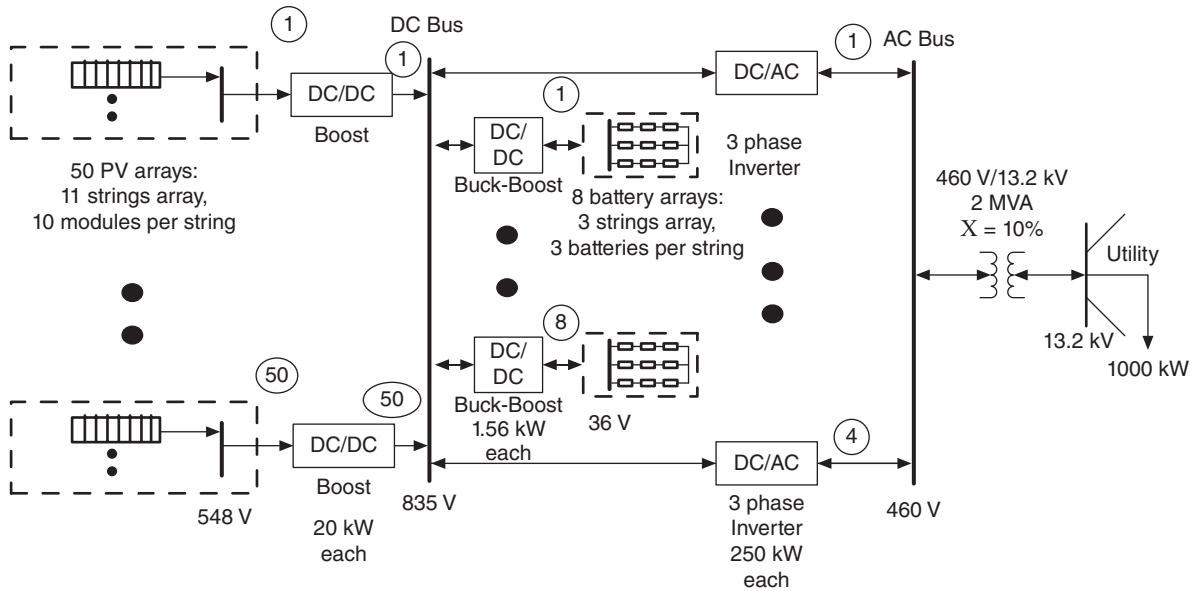 1
DC/DC
Boost
50 PV arrays:
11 strings array,
10 modules per string
50
DC/DC
Boost
20 kW
each
548 V
DC Bus
1
50
835 V
1
DC/
DC
Buck-Boost
8 battery arrays:
3 strings array,
3 batteries per string
8
DC/
DC
Buck-Boost
1.56 kW
each
36 V
DC/AC
1
3 phase
Inverter
DC/AC
4
3 phase
Inverter
250 kW
each
AC Bus
460 V
460 V/13.2 kV
2 MVA
X = 10%
Utility
13.2 kV
1000 kW